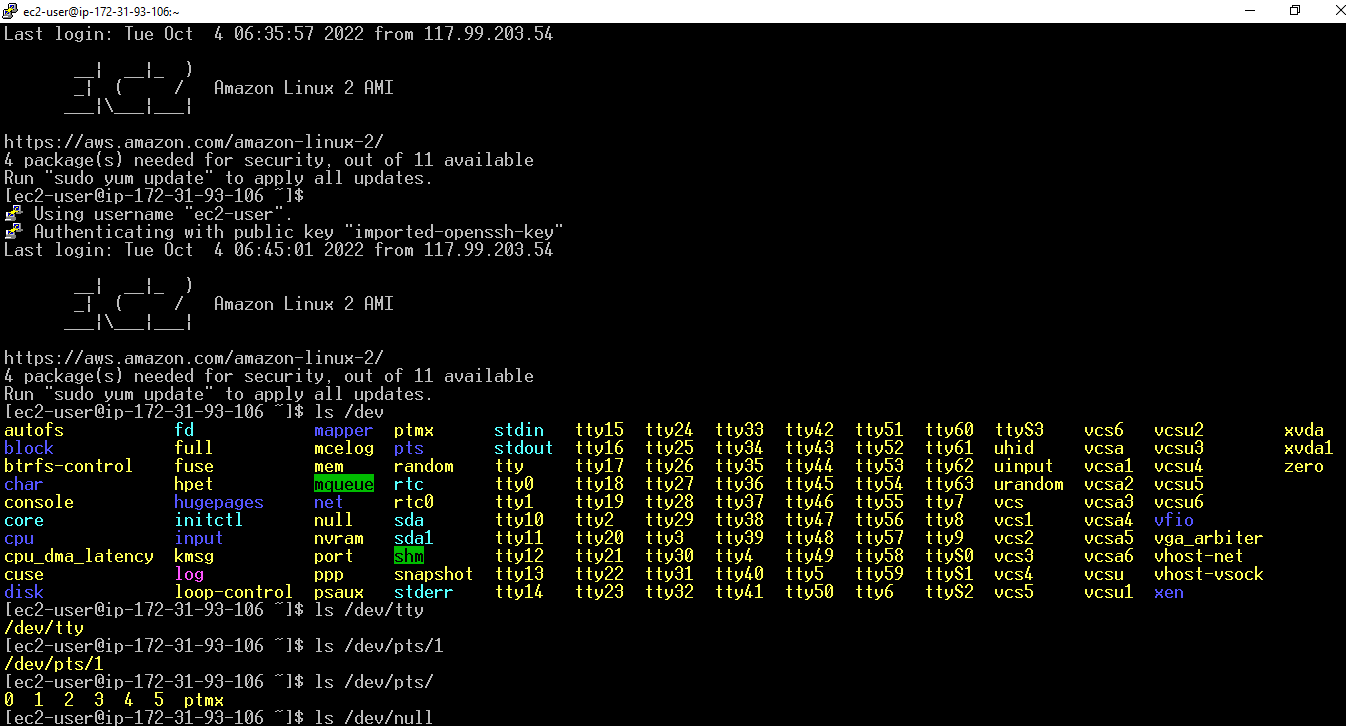 ec2-user@ip-172-31-93-106:~
Last login: Tue Oct  4 06:35:57 2022 from 117.99.203.54
       __|  __|_  )
       _|  (     /   Amazon Linux 2 AMI
      ___|\___|___|
https://aws.amazon.com/amazon-linux-2/
4 package(s) needed for security, out of 11 available
Run "sudo yum update" to apply all updates.
[ec2-user@ip-172-31-93-106 ~]$
Using username "ec2-user".
Authenticating with public key "imported-openssh-key"
Last login: Tue Oct  4 06:45:01 2022 from 117.99.203.54
       __|  __|_  )
       _|  (     /   Amazon Linux 2 AMI
      ___|\___|___|
https://aws.amazon.com/amazon-linux-2/
4 package(s) needed for security, out of 11 available
Run "sudo yum update" to apply all updates.
[ec2-user@ip-172-31-93-106 ~]$ ls /dev
autofs fd mapper ptmx stdin tty15 tty24 tty33 tty42 tty51 tty60 ttyS3 vcs6 vcsu2 xvda
block full mcelog pts stdout tty16 tty25 tty34 tty43 tty52 tty61 uhid vcsa vcsu3 xvda1
btrfs-control fuse mem random tty tty17 tty26 tty35 tty44 tty53 tty62 uinput vcsa1 vcsu4 zero
char hpet mqueue rtc tty0 tty18 tty27 tty36 tty45 tty54 tty63 urandom vcsa2 vcsu5
console hugepages net rtc0 tty1 tty19 tty28 tty37 tty46 tty55 tty7 vcs vcsa3 vcsu6
core initctl null sda tty10 tty2 tty29 tty38 tty47 tty56 tty8 vcs1 vcsa4 vfio
cpu input nvram sda1 tty11 tty20 tty3 tty39 tty48 tty57 tty9 vcs2 vcsa5 vga_arbiter
cpu_dma_latency kmsg port shm tty12 tty21 tty30 tty4 tty49 tty58 ttyS0 vcs3 vcsa6 vhost-net
cuse log ppp snapshot tty13 tty22 tty31 tty40 tty5 tty59 ttyS1 vcs4 vcsu vhost-vsock
disk loop-control psaux stderr tty14 tty23 tty32 tty41 tty50 tty6 ttyS2 vcs5 vcsu1 xen
[ec2-user@ip-172-31-93-106 ~]$ ls /dev/tty
/dev/tty
[ec2-user@ip-172-31-93-106 ~]$ ls /dev/pts/1
/dev/pts/1
[ec2-user@ip-172-31-93-106 ~]$ ls /dev/pts/
0  1  2  3  4  5  ptmx
[ec2-user@ip-172-31-93-106 ~]$ ls /dev/null